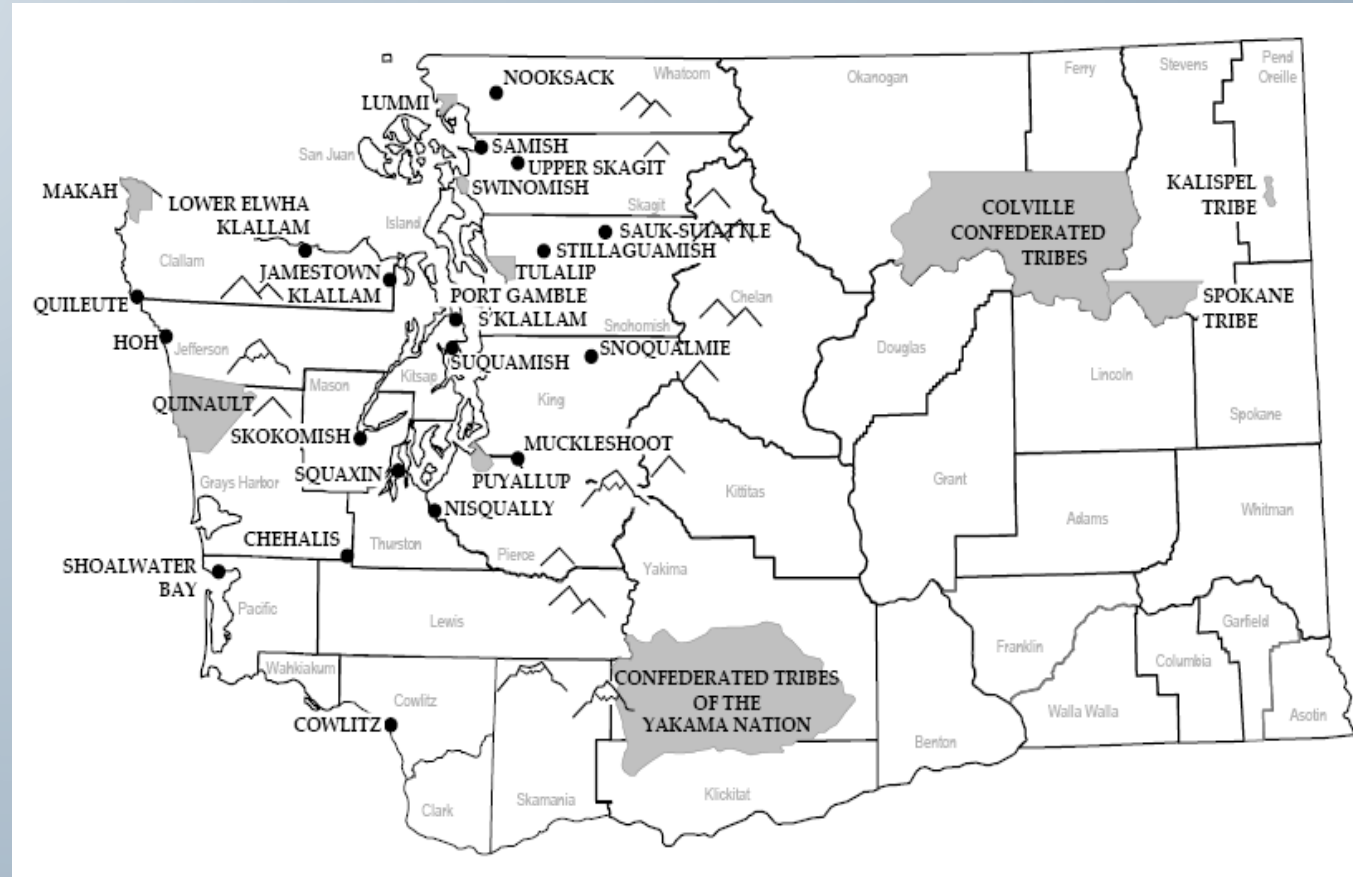 NOOKSACK
Whatcom
Okanogan
Ferry
Stevens
Pend
Oreille
LUMMI
San Juan
SAMISH
UPPER SKAGIT
SWINOMISH
Skagit
MAKAH
LOWER ELWHA
KLALLAM
Island
SAUK-SUIATTLE
STILLAGUAMISH
KALISPEL
TRIBE
COLVILLE
CONFEDERATED
TRIBES
Clallam
JAMESTOWN
KLALLAM
TULALIP
PORT GAMBLE
S'KLALLAM
Snohomish
Chelan
SPOKANE
TRIBE
QUILEUTE
HOH
Jefferson
SUQUAMISH
SNOQUALMIE
Douglas
Lincoln
Mason
Kitsap
King
QUINAULT
Spokane
SKOKOMISH
MUCKLESHOOT
SQUAXIN
PUYALLUP
Grays Harbor
Kittitas
Grant
NISQUALLY
Adams
Whitman
CHEHALIS
Thurston
Pierce
Yakima
SHOALWATER
BAY
Pacific
Lewis
Franklin
Columbia
Garfield
Wahkiakum
Cowlitz
CONFEDERATED TRIBES
OF THE
YAKAMA NATION
COWLITZ
Walla Walla
Asotin
Benton
Clark
Skamania
Klickitat